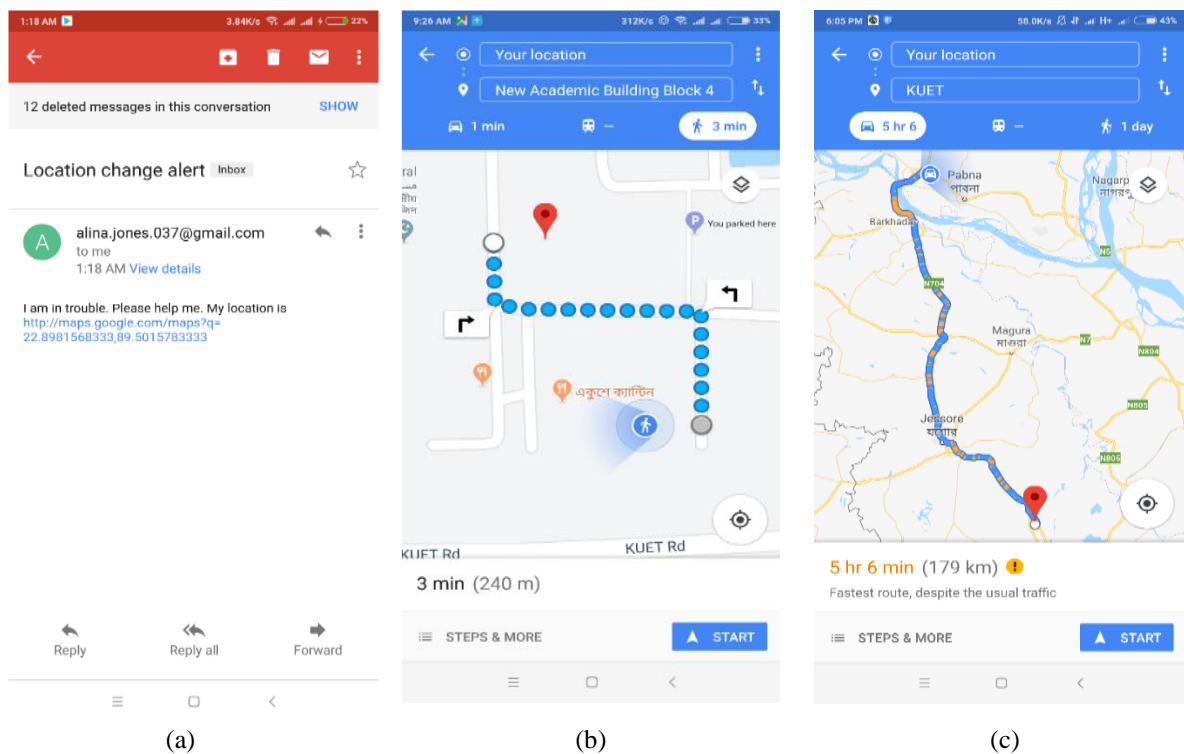 1:18 AM
3.84K/s
22%
12 deleted messages in this conversation
SHOW
Location change alert
Inbox
A
alina.jones.037@gmail.com
to me
1:18 AM View details
I am in trouble. Please help me. My location is
http://maps.google.com/maps?q=
22.8981568333,89.5015783333
Reply
Reply all
Forward
(a)
9:26 AM
312K/s
33%
Your location
New Academic Building Block 4
1 min
–
3 min
ral
P
You parked here
একুশে ক্যান্টিন
KUET Rd
KUET Rd
3 min (240 m)
STEPS & MORE
START
(b)
6:05 PM
58.0K/s
H+
43%
Your location
KUET
5 hr 6
–
1 day
Pabna
পাবনা
Nagarp
Barkhada
N5
N704
Magura
মাগুরা
N7
N804
N805
Jessore
যশোর
N805
5 hr 6 min (179 km)
Fastest route, despite the usual traffic
STEPS & MORE
START
(c)